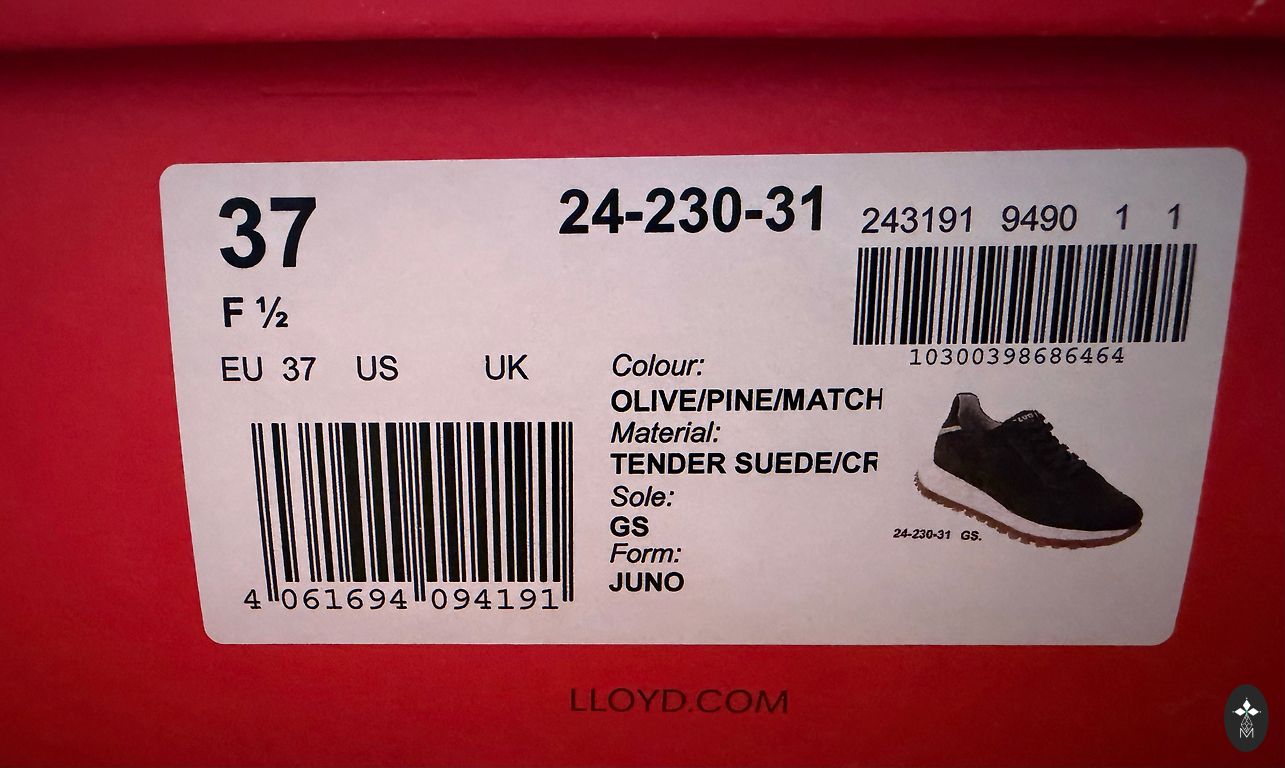 37
24-230-31
243191 9490 1 1
F ½
10300398686464
EU 37 US UK
Colour:
OLIVE/PINE/MATCH
Material:
TENDER SUEDE/CR
Sole:
GS
Form:
JUNO
24-230-31 GS.
4 061694 094191
LLOYD.COM
M